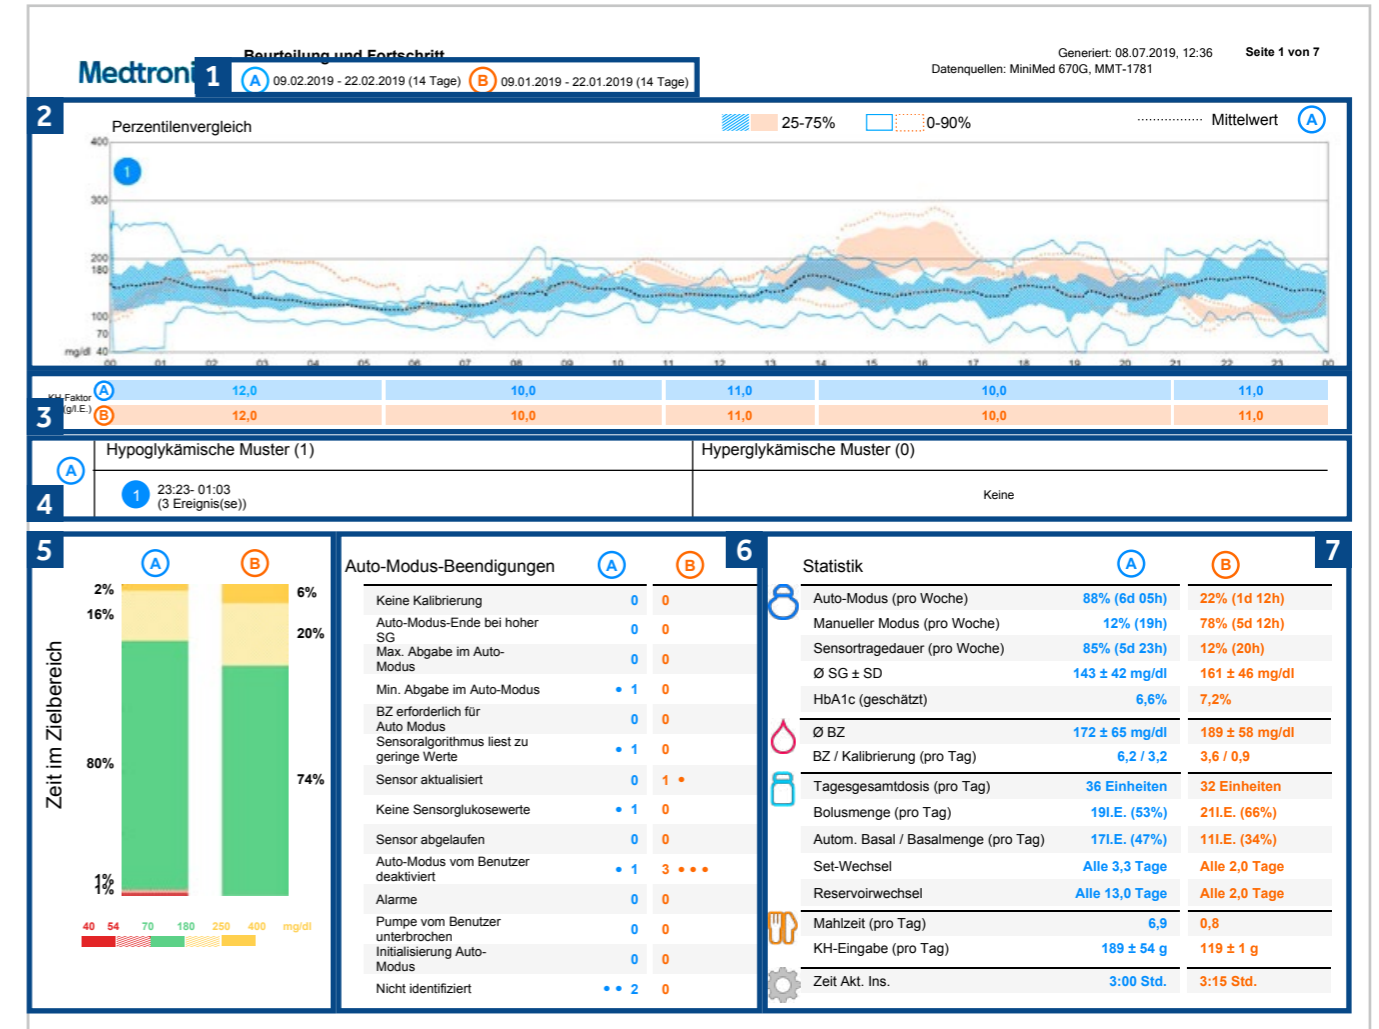 Beurteilung und Fortschritt
Generiert: 08.07.2019, 12:36 Seite 1 von 7
Medtroni
Datenquellen: MiniMed 670G, MMT-1781
1 A 09.02.2019 - 22.02.2019 (14 Tage) B 09.01.2019 - 22.01.2019 (14 Tage)
2
Perzentilenvergleich 25-75% 0-90% Mittelwert A
400
1
300
200
180
100
70
mg/dl 40
00 01 02 03 04 05 06 07 08 09 10 11 12 13 14 15 16 17 18 19 20 21 22 23 00
3
KH-Faktor
(g/I.E.)
A 12,0 10,0 11,0 10,0 11,0
B 12,0 10,0 11,0 10,0 11,0
4
A
Hypoglykämische Muster (1) Hyperglykämische Muster (0)
1 23:23- 01:03
(3 Ereignis(se))
Keine
5
Zeit im Zielbereich
A B
2% 6%
16% 20%
80% 74%
1%
1%
40 54 70 180 250 400 mg/dl
6
Auto-Modus-Beendigungen A B
Keine Kalibrierung 0 0
Auto-Modus-Ende bei hoher
SG 0 0
Max. Abgabe im Auto-
Modus 0 0
Min. Abgabe im Auto-Modus • 1 0
BZ erforderlich für
Auto Modus 0 0
Sensoralgorithmus liest zu
geringe Werte • 1 0
Sensor aktualisiert 0 1 •
Keine Sensorglukosewerte • 1 0
Sensor abgelaufen 0 0
Auto-Modus vom Benutzer
deaktiviert • 1 3 • • •
Alarme 0 0
Pumpe vom Benutzer
unterbrochen 0 0
Initialisierung Auto-
Modus 0 0
Nicht identifiziert • • 2 0
7
Statistik A B
Auto-Modus (pro Woche) 88% (6d 05h) 22% (1d 12h)
Manueller Modus (pro Woche) 12% (19h) 78% (5d 12h)
Sensortragedauer (pro Woche) 85% (5d 23h) 12% (20h)
Ø SG ± SD 143 ± 42 mg/dl 161 ± 46 mg/dl
HbA1c (geschätzt) 6,6% 7,2%
Ø BZ 172 ± 65 mg/dl 189 ± 58 mg/dl
BZ / Kalibrierung (pro Tag) 6,2 / 3,2 3,6 / 0,9
Tagesgesamtdosis (pro Tag) 36 Einheiten 32 Einheiten
Bolusmenge (pro Tag) 19I.E. (53%) 21I.E. (66%)
Autom. Basal / Basalmenge (pro Tag) 17I.E. (47%) 11I.E. (34%)
Set-Wechsel Alle 3,3 Tage Alle 2,0 Tage
Reservoirwechsel Alle 13,0 Tage Alle 2,0 Tage
Mahlzeit (pro Tag) 6,9 0,8
KH-Eingabe (pro Tag) 189 ± 54 g 119 ± 1 g
Zeit Akt. Ins. 3:00 Std. 3:15 Std.